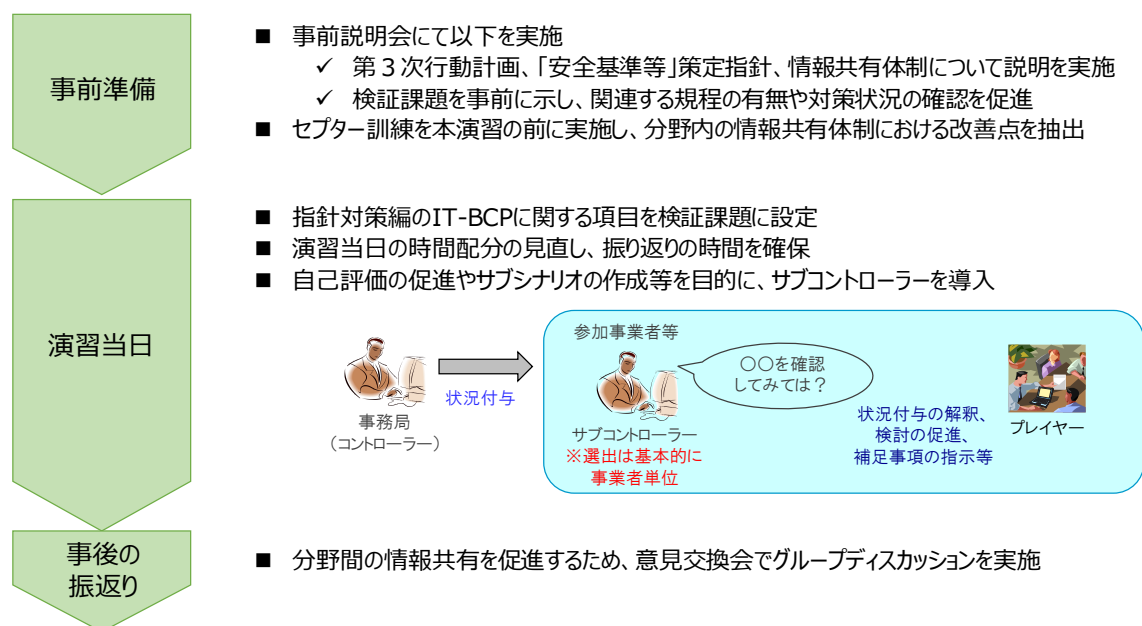 事前準備
■ 事前説明会にて以下を実施
✓ 第３次行動計画、「安全基準等」策定指針、情報共有体制について説明を実施
✓ 検証課題を事前に示し、関連する規程の有無や対策状況の確認を促進
■ セプター訓練を本演習の前に実施し、分野内の情報共有体制における改善点を抽出
演習当日
■ 指針対策編のIT-BCPに関する項目を検証課題に設定
■ 演習当日の時間配分の見直し、振り返りの時間を確保
■ 自己評価の促進やサブシナリオの作成等を目的に、サブコントローラーを導入
事務局
（コントローラー）
状況付与
参加事業者等
サブコントローラー
※選出は基本的に
事業者単位
〇〇を確認
してみては？
状況付与の解釈、
検討の促進、
補足事項の指示等
プレイヤー
事後の
振返り
■ 分野間の情報共有を促進するため、意見交換会でグループディスカッションを実施